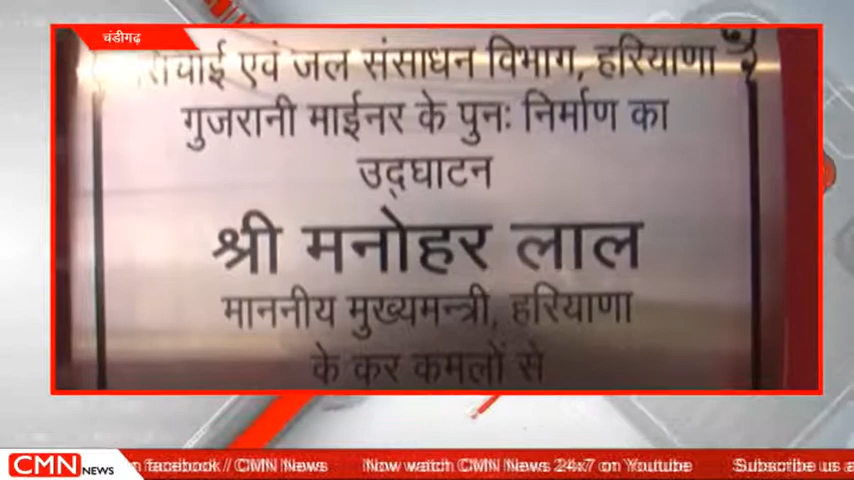 चंडीगढ़
एवं जल संसाधन विभाग, हरियाणा
गुजरानी माईनर के पुनः निर्माण का
उद्घाटन
श्री मनोहर लाल
माननीय मुख्यमन्त्री, हरियाणा
के कर कमलों से
CMN NEWS
facebook // CMN News Now watch CMN News 24x7 on Youtube Subscribe us